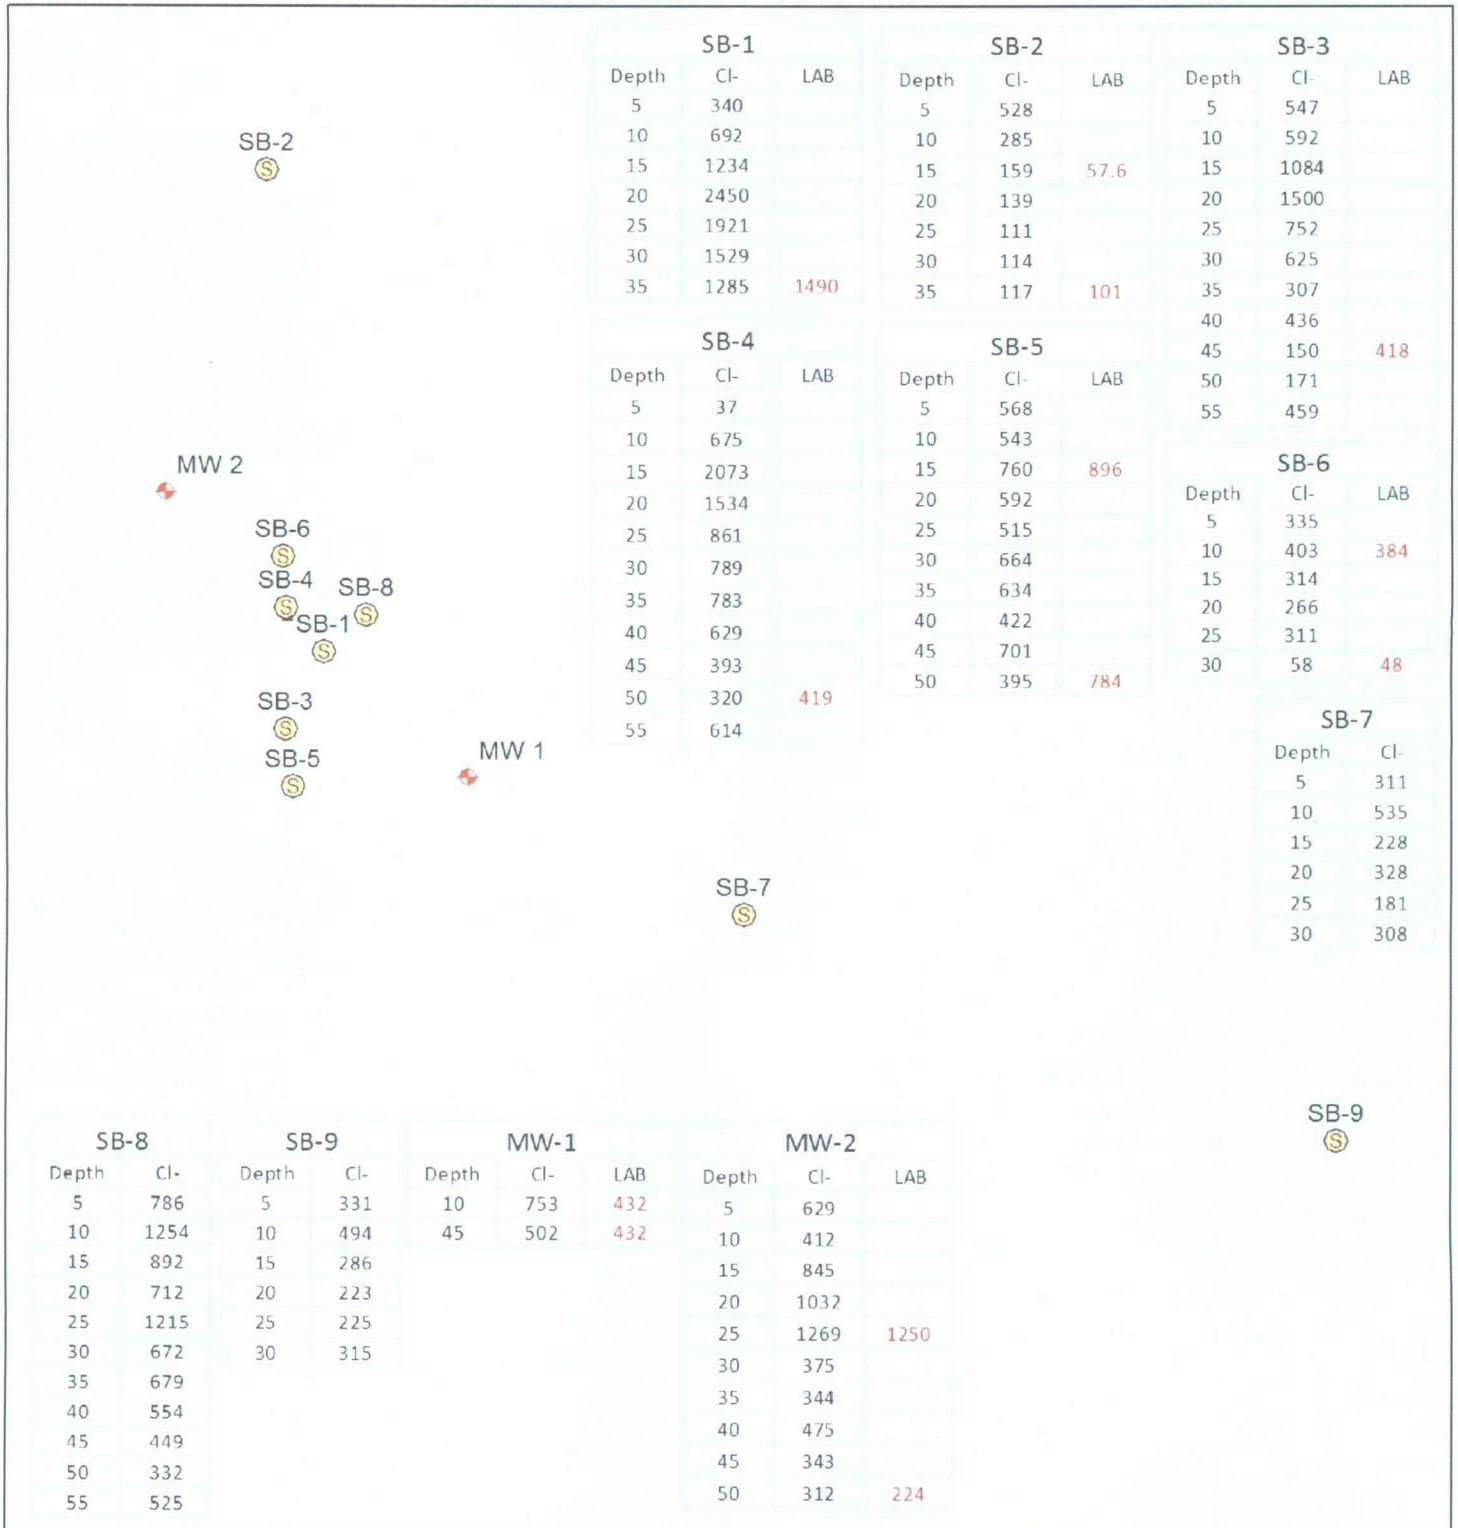 SB-2
MW 2
SB-6
SB-4
SB-8
SB-1
SB-3
SB-5
MW 1
SB-7
SB-9
SB-1
Depth Cl- LAB
5 340
10 692
15 1234
20 2450
25 1921
30 1529
35 1285 1490
SB-2
Depth Cl- LAB
5 528
10 285
15 159 57.6
20 139
25 111
30 114
35 117 101
SB-3
Depth Cl- LAB
5 547
10 592
15 1084
20 1500
25 752
30 625
35 307
40 436
45 150 418
50 171
55 459
SB-4
Depth Cl- LAB
5 37
10 675
15 2073
20 1534
25 861
30 789
35 783
40 629
45 393
50 320 419
55 614
SB-5
Depth Cl- LAB
5 568
10 543
15 760 896
20 592
25 515
30 664
35 634
40 422
45 701
50 395 784
SB-6
Depth Cl- LAB
5 335
10 403 384
15 314
20 266
25 311
30 58 48
SB-7
Depth Cl-
5 311
10 535
15 228
20 328
25 181
30 308
SB-8
Depth Cl-
5 786
10 1254
15 892
20 712
25 1215
30 672
35 679
40 554
45 449
50 332
55 525
SB-9
Depth Cl-
5 331
10 494
15 286
20 223
25 225
30 315
MW-1
Depth Cl- LAB
10 753 432
45 502 432
MW-2
Depth Cl- LAB
5 629
10 412
15 845
20 1032
25 1269 1250
30 375
35 344
40 475
45 343
50 312 224